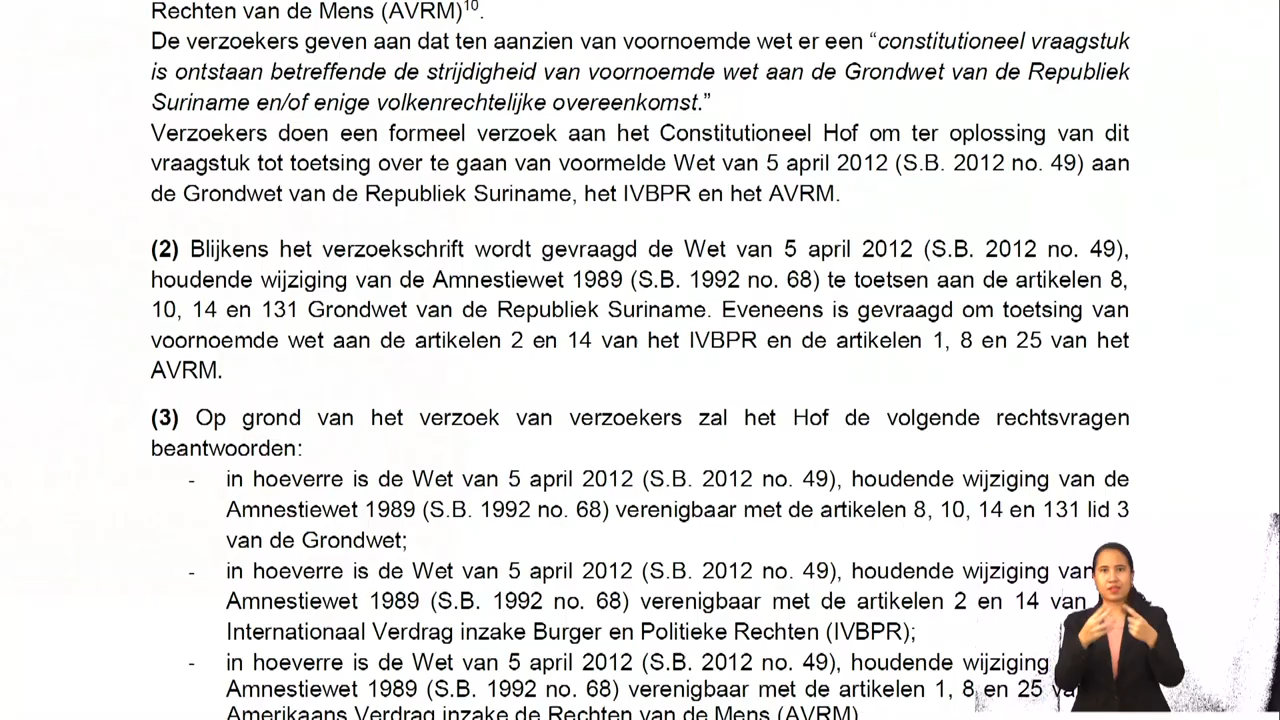 Rechten van de Mens (AVRM)¹⁰.
De verzoekers geven aan dat ten aanzien van voornoemde wet er een “constitutioneel vraagstuk
is ontstaan betreffende de strijdigheid van voornoemde wet aan de Grondwet van de Republiek
Suriname en/of enige volkenrechtelijke overeenkomst.”
Verzoekers doen een formeel verzoek aan het Constitutioneel Hof om ter oplossing van dit
vraagstuk tot toetsing over te gaan van voormelde Wet van 5 april 2012 (S.B. 2012 no. 49) aan
de Grondwet van de Republiek Suriname, het IVBPR en het AVRM.
(2) Blijkens het verzoekschrift wordt gevraagd de Wet van 5 april 2012 (S.B. 2012 no. 49),
houdende wijziging van de Amnestiewet 1989 (S.B. 1992 no. 68) te toetsen aan de artikelen 8,
10, 14 en 131 Grondwet van de Republiek Suriname. Eveneens is gevraagd om toetsing van
voornoemde wet aan de artikelen 2 en 14 van het IVBPR en de artikelen 1, 8 en 25 van het
AVRM.
(3) Op grond van het verzoek van verzoekers zal het Hof de volgende rechtsvragen
beantwoorden:
- in hoeverre is de Wet van 5 april 2012 (S.B. 2012 no. 49), houdende wijziging van de
Amnestiewet 1989 (S.B. 1992 no. 68) verenigbaar met de artikelen 8, 10, 14 en 131 lid 3
van de Grondwet;
- in hoeverre is de Wet van 5 april 2012 (S.B. 2012 no. 49), houdende wijziging van
Amnestiewet 1989 (S.B. 1992 no. 68) verenigbaar met de artikelen 2 en 14 van
Internationaal Verdrag inzake Burger en Politieke Rechten (IVBPR);
- in hoeverre is de Wet van 5 april 2012 (S.B. 2012 no. 49), houdende wijziging
Amnestiewet 1989 (S.B. 1992 no. 68) verenigbaar met de artikelen 1, 8 en 25
Amerikaans Verdrag inzake de Rechten van de Mens (AVRM)